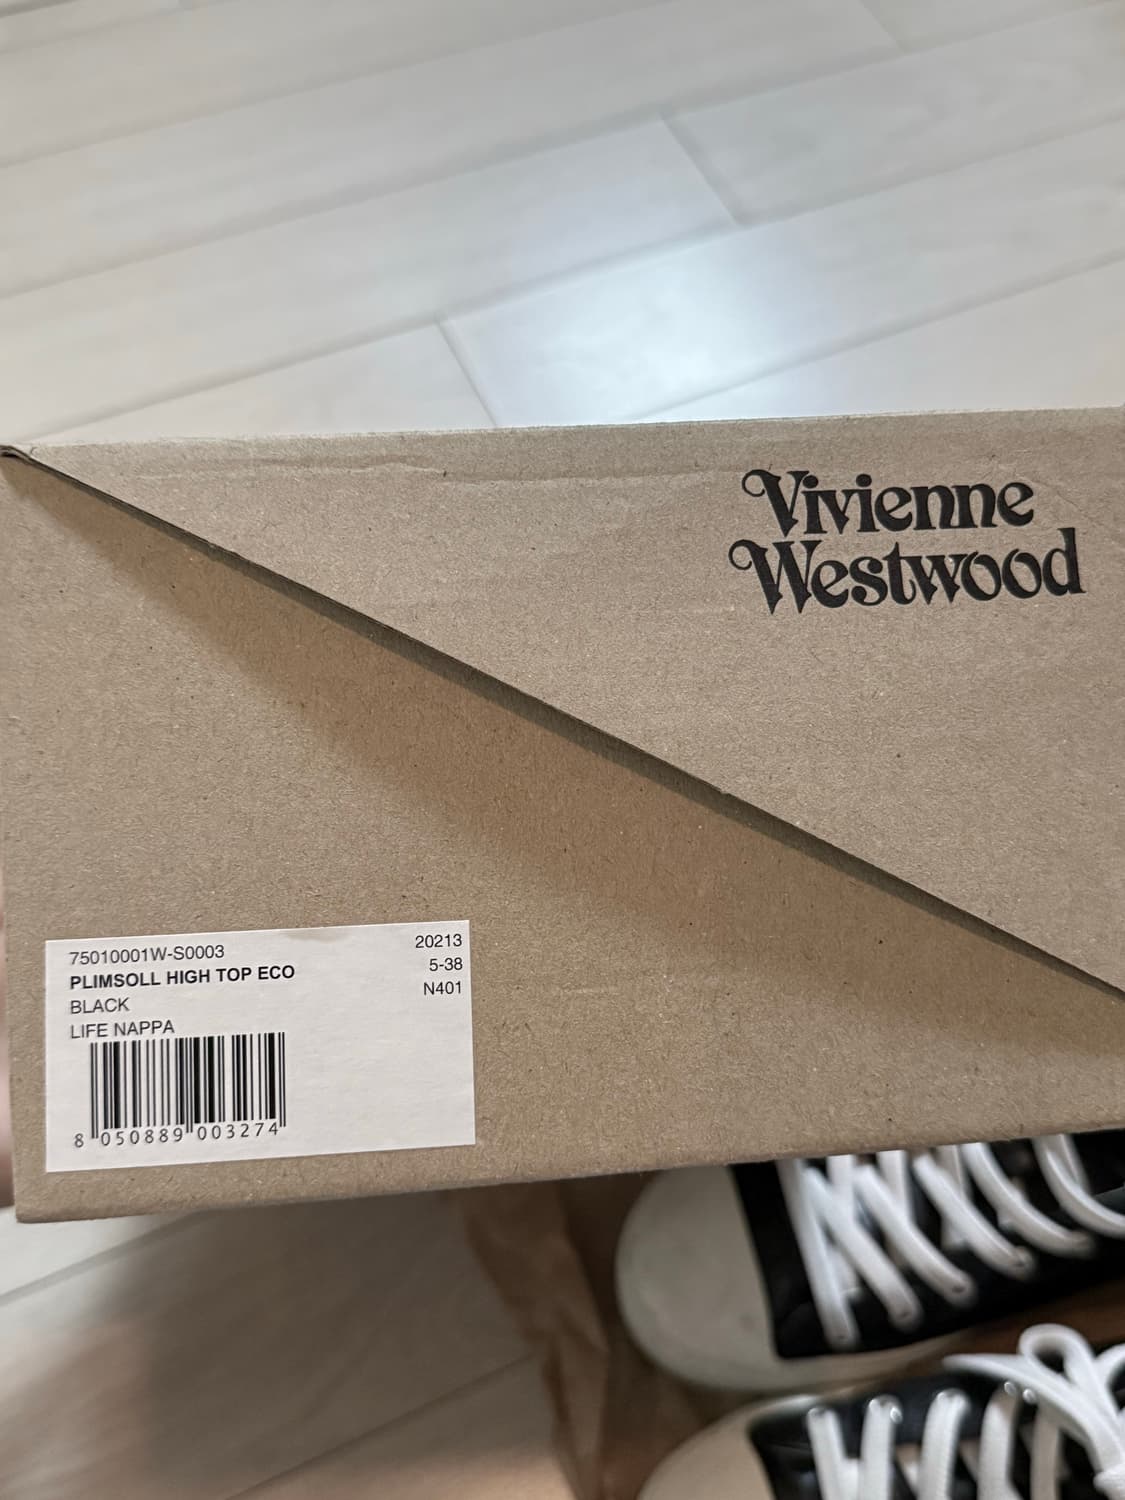 Vivienne
Westwood
75010001W-S0003
PLIMSOLL HIGH TOP ECO
BLACK
LIFE NAPPA
20213
5-38
N401
8 050889 003274